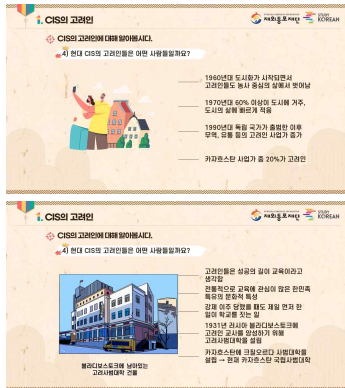 1. CIS의 고려인
재외동포재단
STUDY KOREAN
CIS의 고려인에 대해 알아봅시다.
4) 현대 CIS의 고려인들은 어떤 사람들일까요?
1960년대 도시화가 시작되면서
고려인들도 농사 중심의 삶에서 벗어남
1970년대 60% 이상이 도시에 거주,
도시의 삶에 빠르게 적응
1990년대 독립 국가가 출범한 이후
무역, 유통 등의 고려인 사업가 증가
카자흐스탄 사업가 중 20%가 고려인
1. CIS의 고려인
재외동포재단
STUDY KOREAN
CIS의 고려인에 대해 알아봅시다.
4) 현대 CIS의 고려인들은 어떤 사람들일까요?
고려인들은 성공의 길이 교육이라고
생각함
전통적으로 교육에 관심이 많은 한민족
특유의 문화적 특성
강제 이주 당했을 때도 제일 먼저 한
일이 학교를 짓는 일
1931년 러시아 블라디보스토크에
고려인 교사를 양성하기 위해
고려사범대학을 설립
카자흐스탄에 크질오르다 사범대학을
설립 → 현재 카자흐스탄 국립사범대학
블라디보스토크에 남아있는
고려사범대학 건물